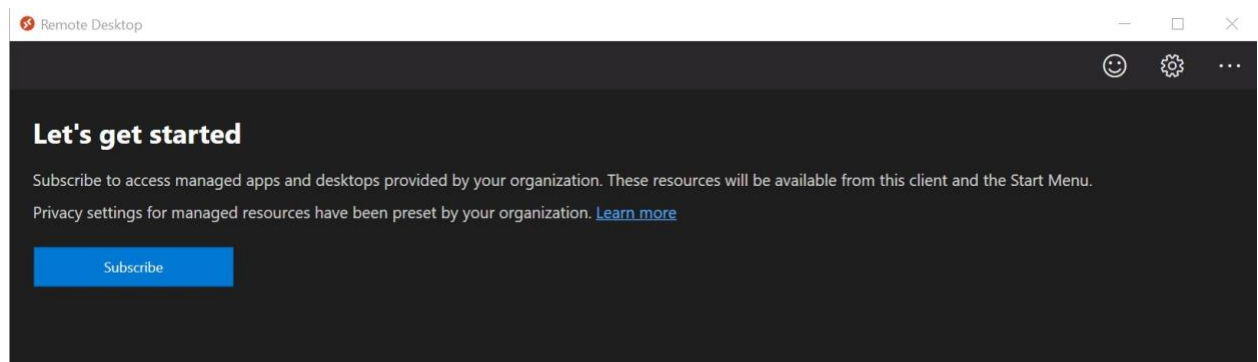 Remote Desktop
Let's get started
Subscribe to access managed apps and desktops provided by your organization. These resources will be available from this client and the Start Menu.
Privacy settings for managed resources have been preset by your organization. Learn more
Subscribe